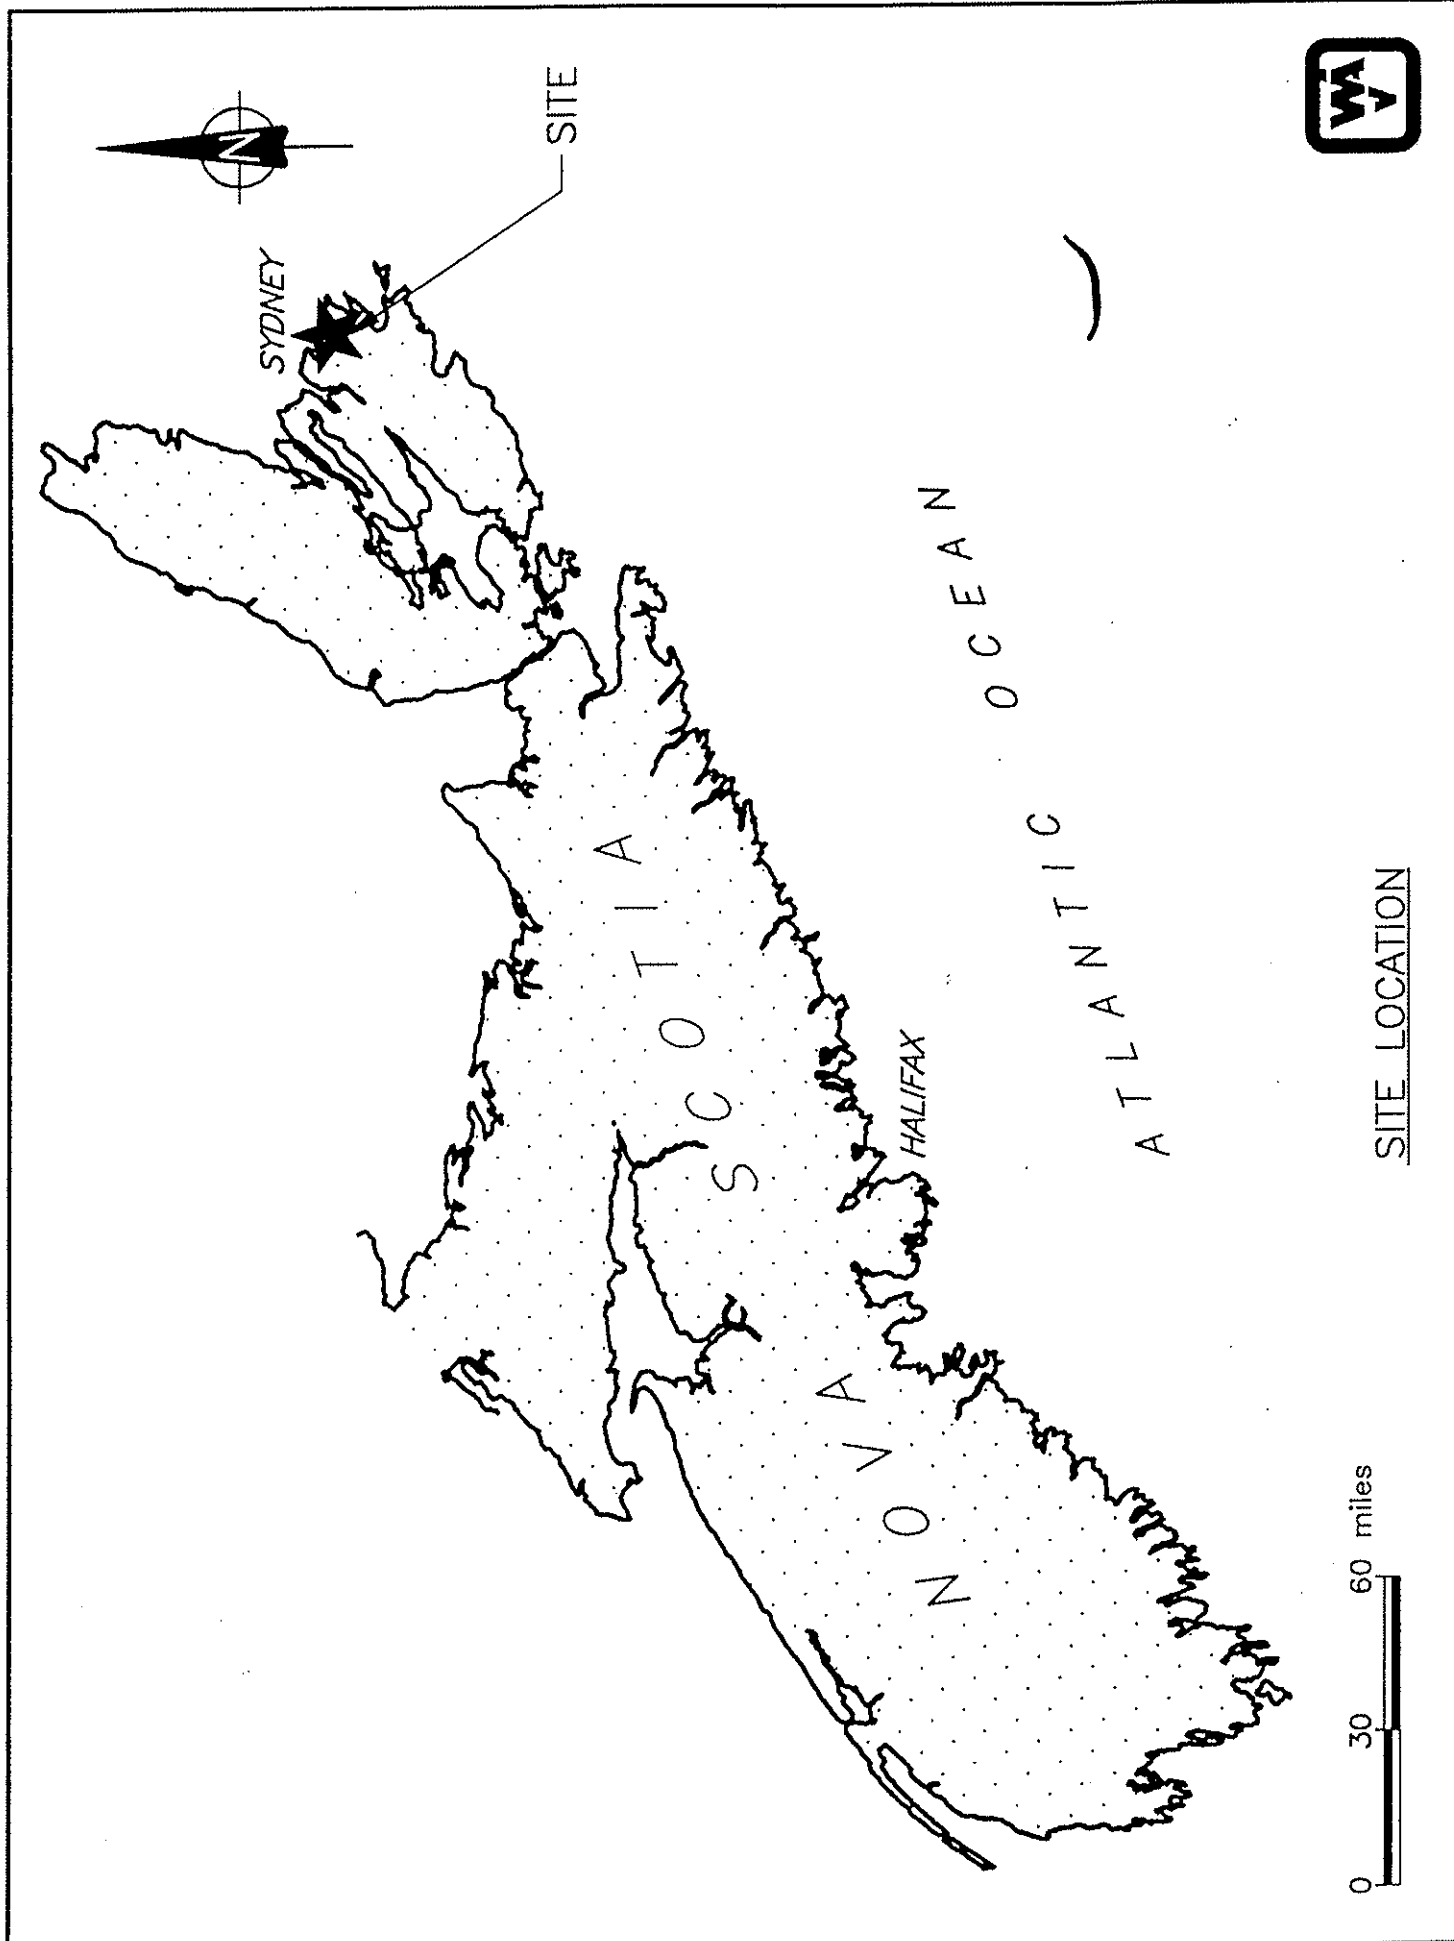 N
SYDNEY
SITE
NOVA SCOTIA
HALIFAX
ATLANTIC OCEAN
0 30 60 miles
SITE LOCATION